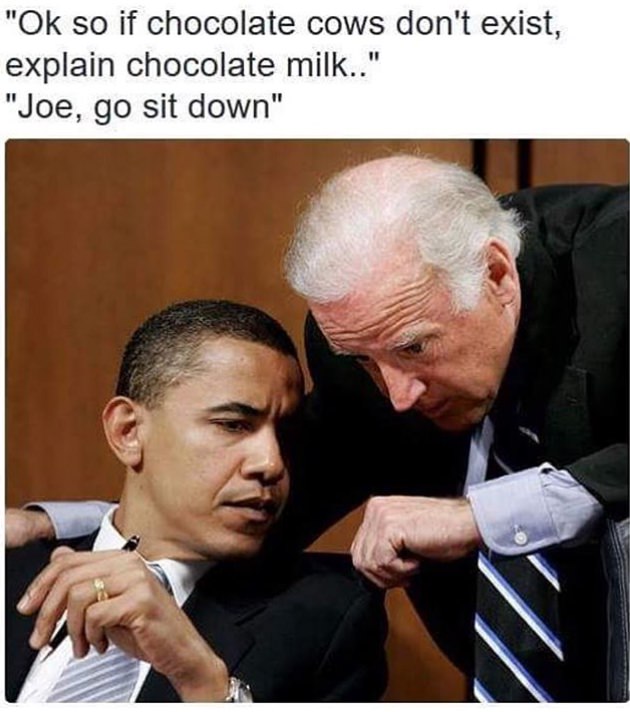 "Ok so if chocolate cows don't exist,
explain chocolate milk.."
"Joe, go sit down"